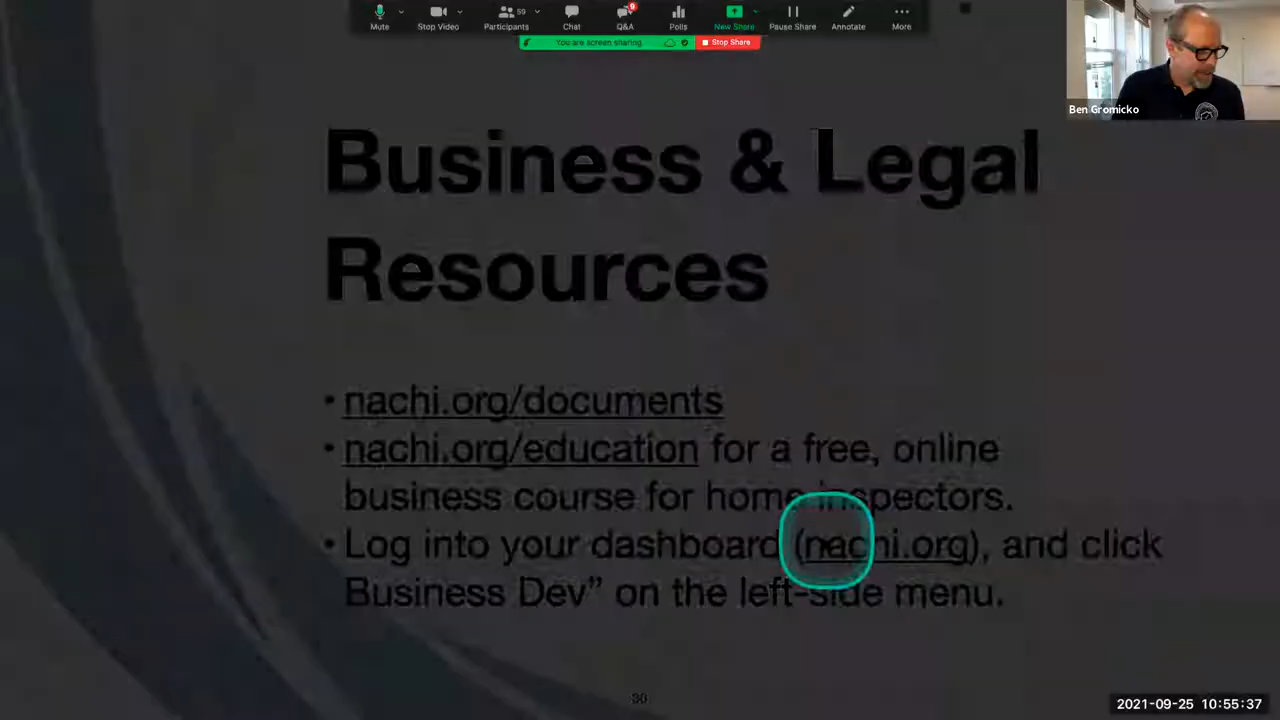 Mute
Stop Video
Participants
59
Chat
Q&A
9
Polls
New Share
Pause Share
Annotate
More
You are screen sharing
Stop Share
Ben Gromicko
Business & Legal
Resources
• nachi.org/documents
• nachi.org/education for a free, online
business course for home inspectors.
• Log into your dashboard (nachi.org), and click
Business Dev” on the left-side menu.
30
2021-09-25 10:55:37